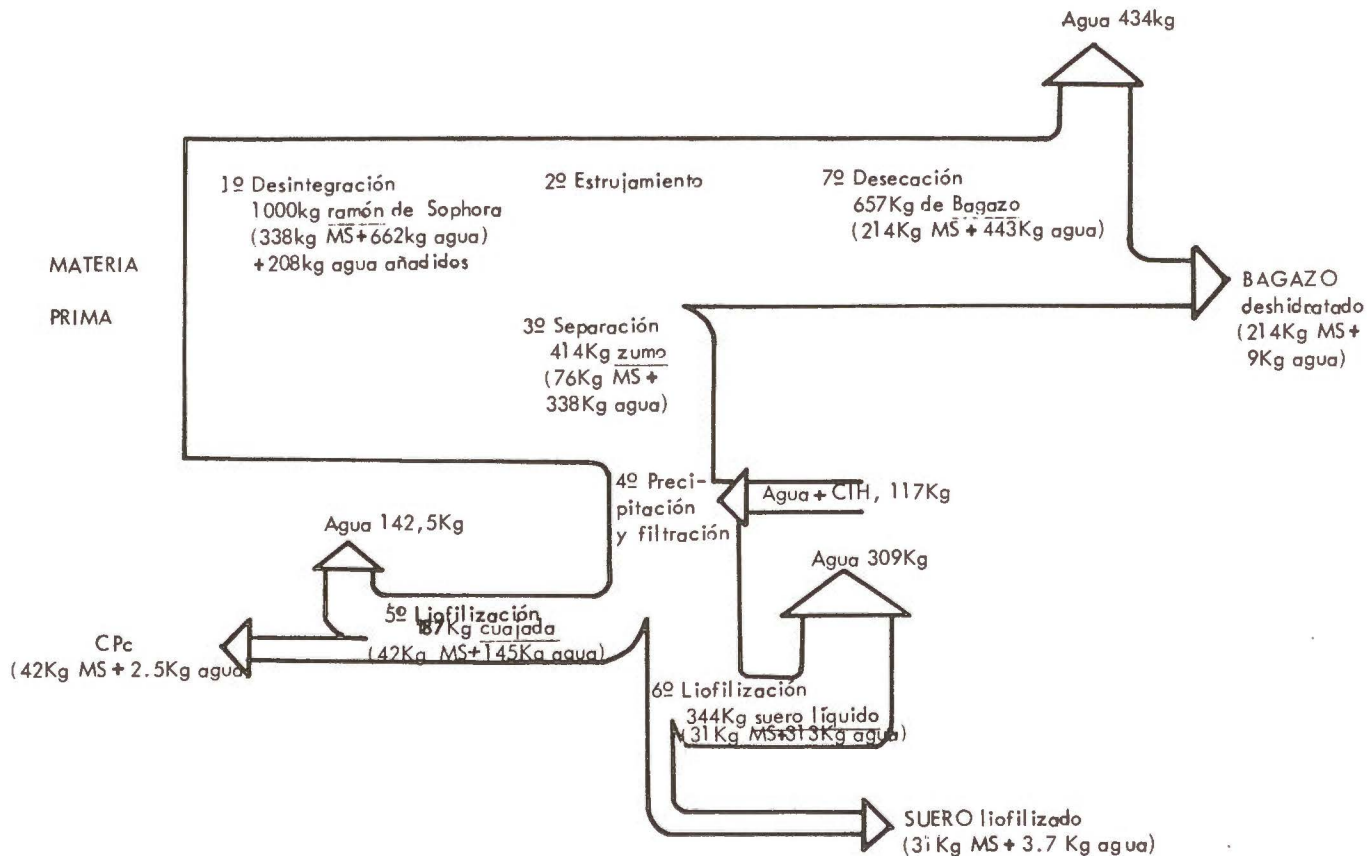 Agua 434kg
1º Desintegración
1000kg ramón de Sophora
(338kg MS+662kg agua)
+208kg agua añadidos
2º Estrujamiento
7º Desecación
657Kg de Bagazo
(214Kg MS + 443Kg agua)
MATERIA
PRIMA
BAGAZO
deshidratado
(214Kg MS+
9Kg agua)
3º Separación
414Kg zumo
(76Kg MS +
338Kg agua)
4º Preci-
pitación
y filtración
Agua + ClH, 117Kg
Agua 142,5Kg
Agua 309Kg
5º Liofilización
187Kg cuajada
(42Kg MS+145Kg agua)
CPc
(42Kg MS + 2.5Kg agua
6º Liofilización
344Kg suero líquido
(31Kg MS+313Kg agua)
SUERO liofilizado
(31Kg MS + 3.7 Kg agua)